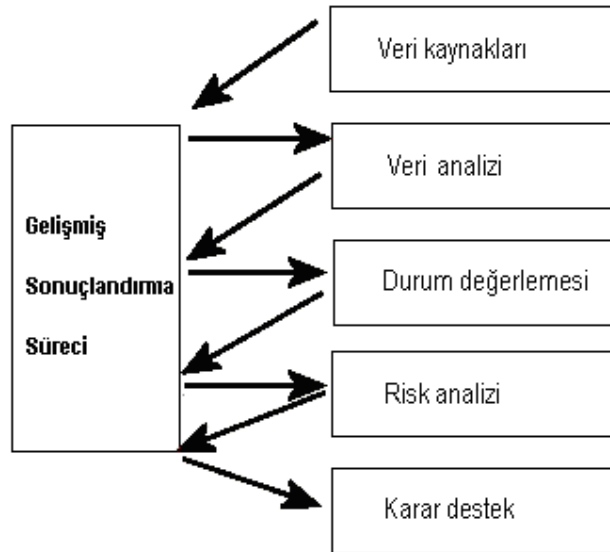 Veri kaynakları
Veri analizi
Gelişmiş
Sonuçlandırma
Süreci
Durum değerlemesi
Risk analizi
Karar destek